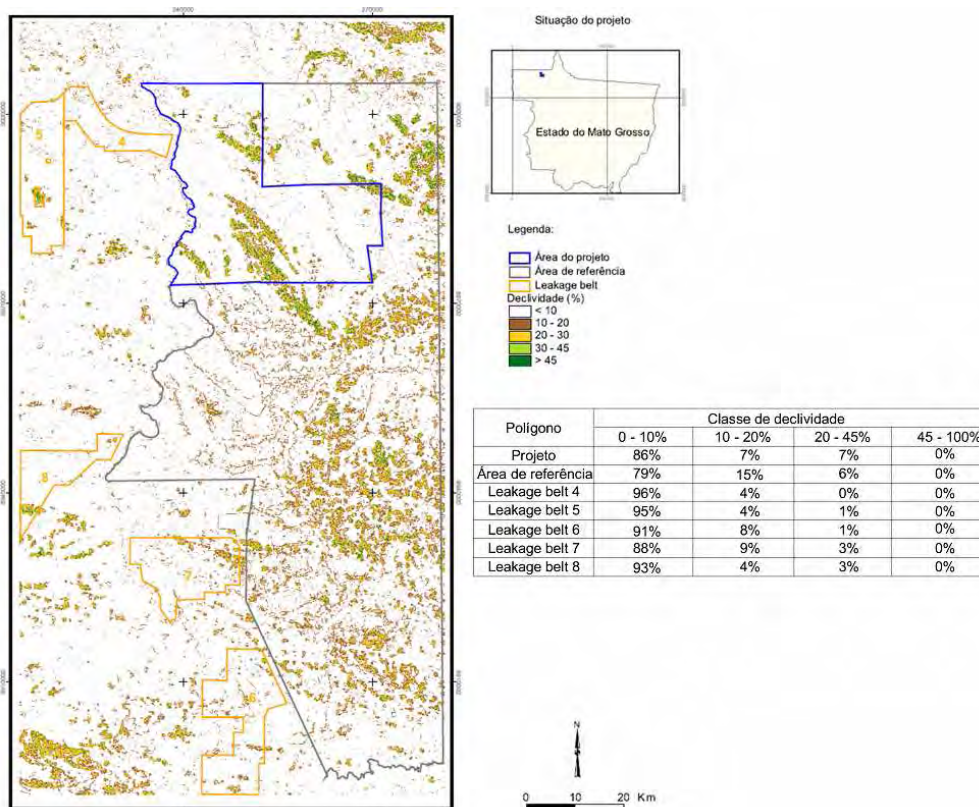 240000 270000
5
4
8
7
6
Situação do projeto
Estado do Mato Grosso
Legenda:
Área do projeto
Área de referência
Leakage belt
Declividade (%)
< 10
10 - 20
20 - 30
30 - 45
> 45
Polígono Classe de declividade
0 - 10% 10 - 20% 20 - 45% 45 - 100%
Projeto 86% 7% 7% 0%
Área de referência 79% 15% 6% 0%
Leakage belt 4 96% 4% 0% 0%
Leakage belt 5 95% 4% 1% 0%
Leakage belt 6 91% 8% 1% 0%
Leakage belt 7 88% 9% 3% 0%
Leakage belt 8 93% 4% 3% 0%
N
0 10 20 Km